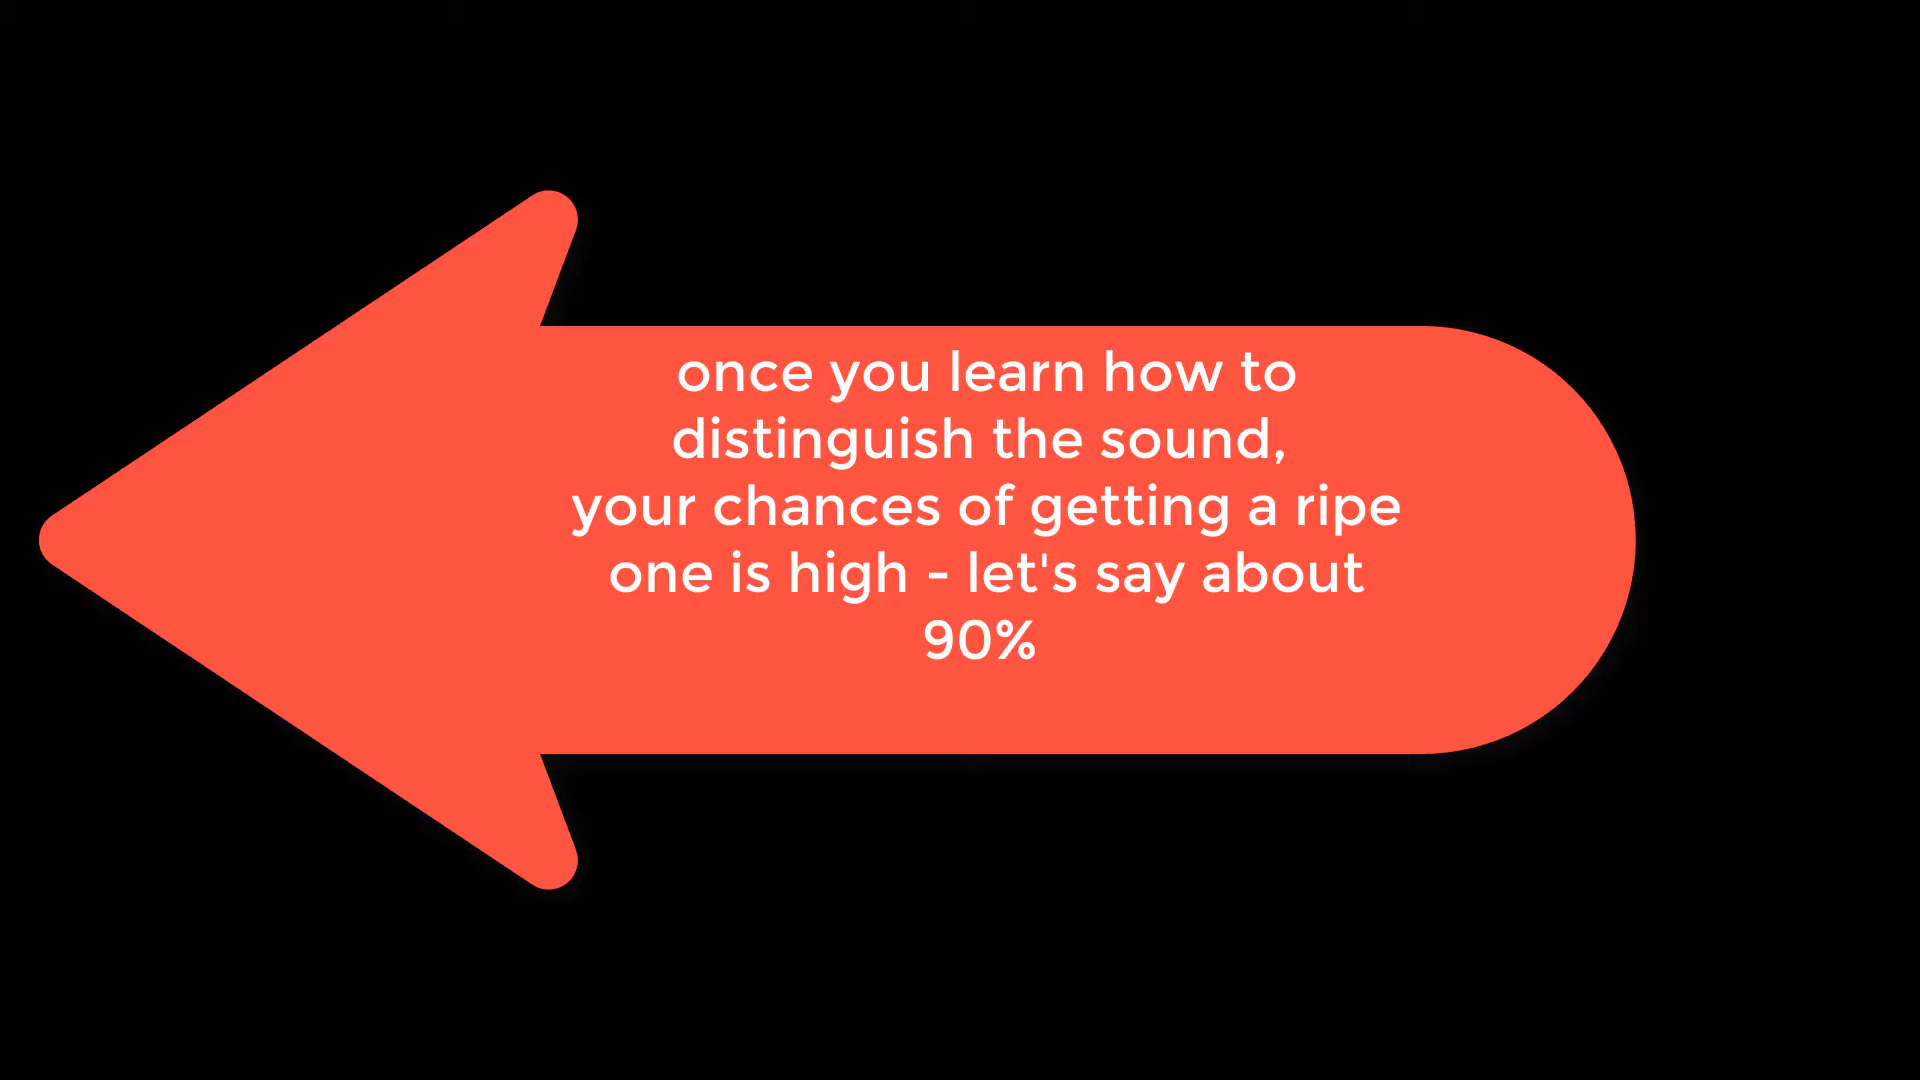 once you learn how to
distinguish the sound,
your chances of getting a ripe
one is high - let's say about
90%